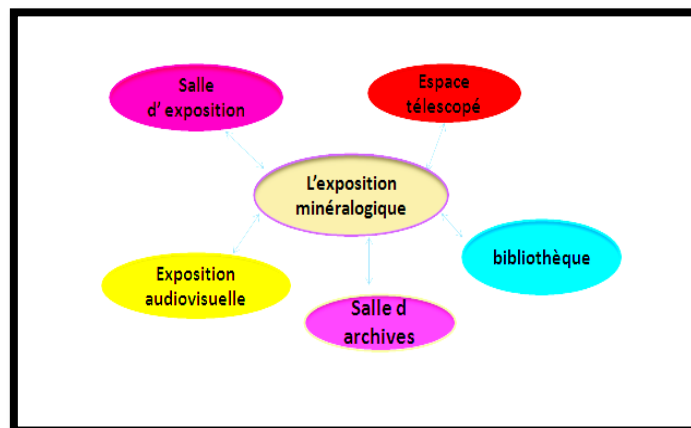 Salle
d' exposition
Espace
télescopé
L'exposition
minéralogique
bibliothèque
Exposition
audiovisuelle
Salle d
archives